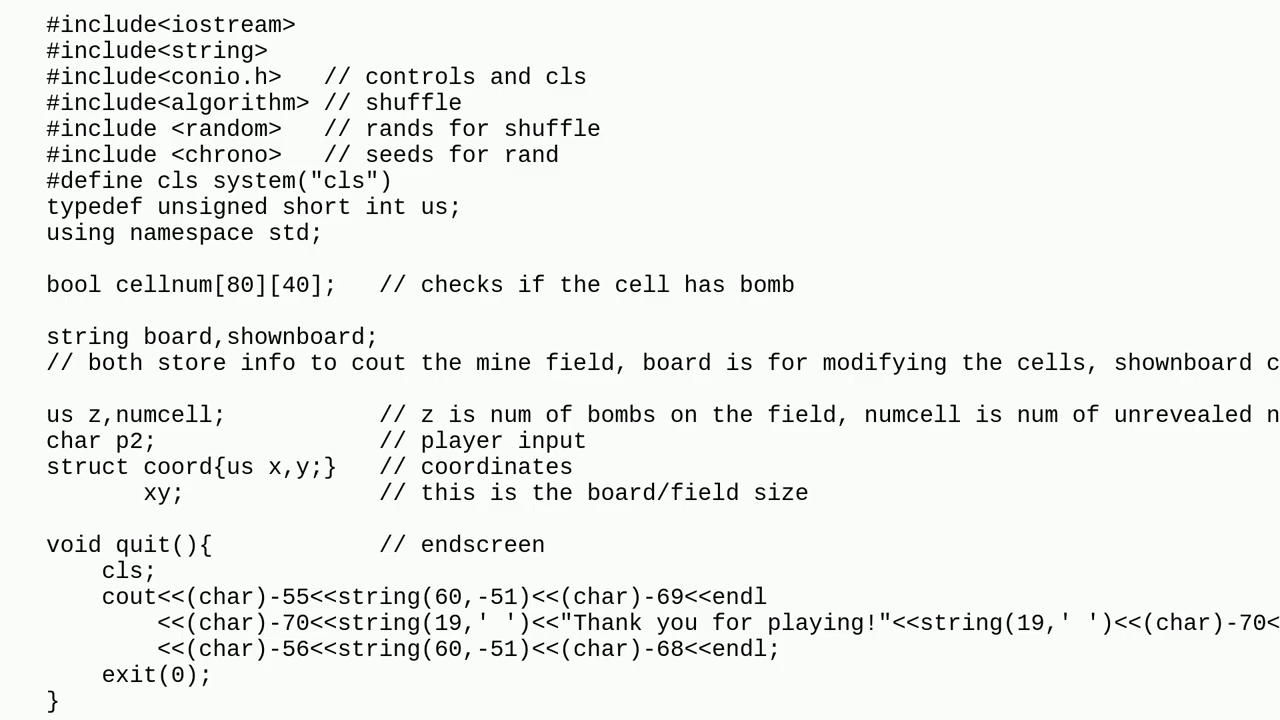 #include<iostream>
#include<string>
#include<conio.h>   // controls and cls
#include<algorithm> // shuffle
#include <random>   // rands for shuffle
#include <chrono>   // seeds for rand
#define cls system("cls")
typedef unsigned short int us;
using namespace std;

bool cellnum[80][40];   // checks if the cell has bomb

string board,shownboard;
// both store info to cout the mine field, board is for modifying the cells, shownboard c

us z,numcell;           // z is num of bombs on the field, numcell is num of unrevealed n
char p2;                // player input
struct coord{us x,y;}   // coordinates
       xy;              // this is the board/field size

void quit(){            // endscreen
    cls;
    cout<<(char)-55<<string(60,-51)<<(char)-69<<endl
        <<(char)-70<<string(19,' ')<<"Thank you for playing!"<<string(19,' ')<<(char)-70<
        <<(char)-56<<string(60,-51)<<(char)-68<<endl;
    exit(0);
}